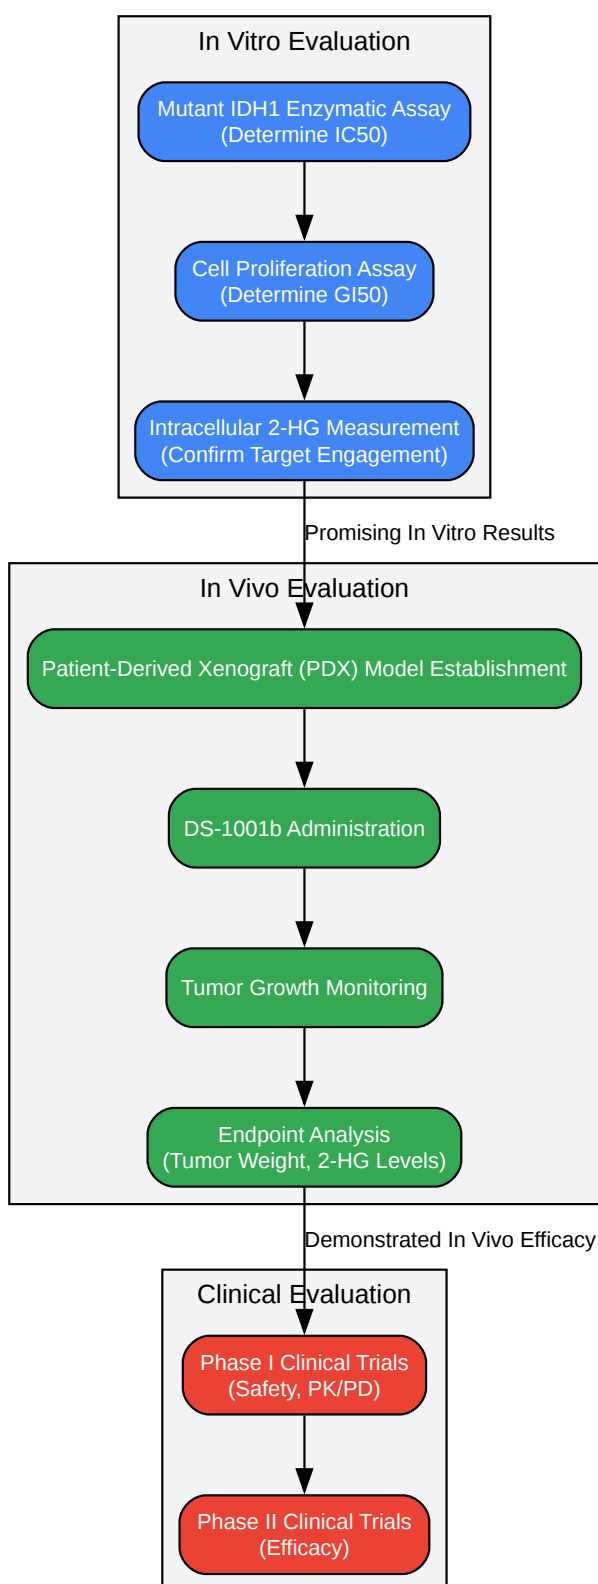 In Vitro Evaluation
Mutant IDH1 Enzymatic Assay
(Determine IC50)
Cell Proliferation Assay
(Determine GI50)
Intracellular 2-HG Measurement
(Confirm Target Engagement)
Promising In Vitro Results
In Vivo Evaluation
Patient-Derived Xenograft (PDX) Model Establishment
DS-1001b Administration
Tumor Growth Monitoring
Endpoint Analysis
(Tumor Weight, 2-HG Levels)
Demonstrated In Vivo Efficacy
Clinical Evaluation
Phase I Clinical Trials
(Safety, PK/PD)
Phase II Clinical Trials
(Efficacy)